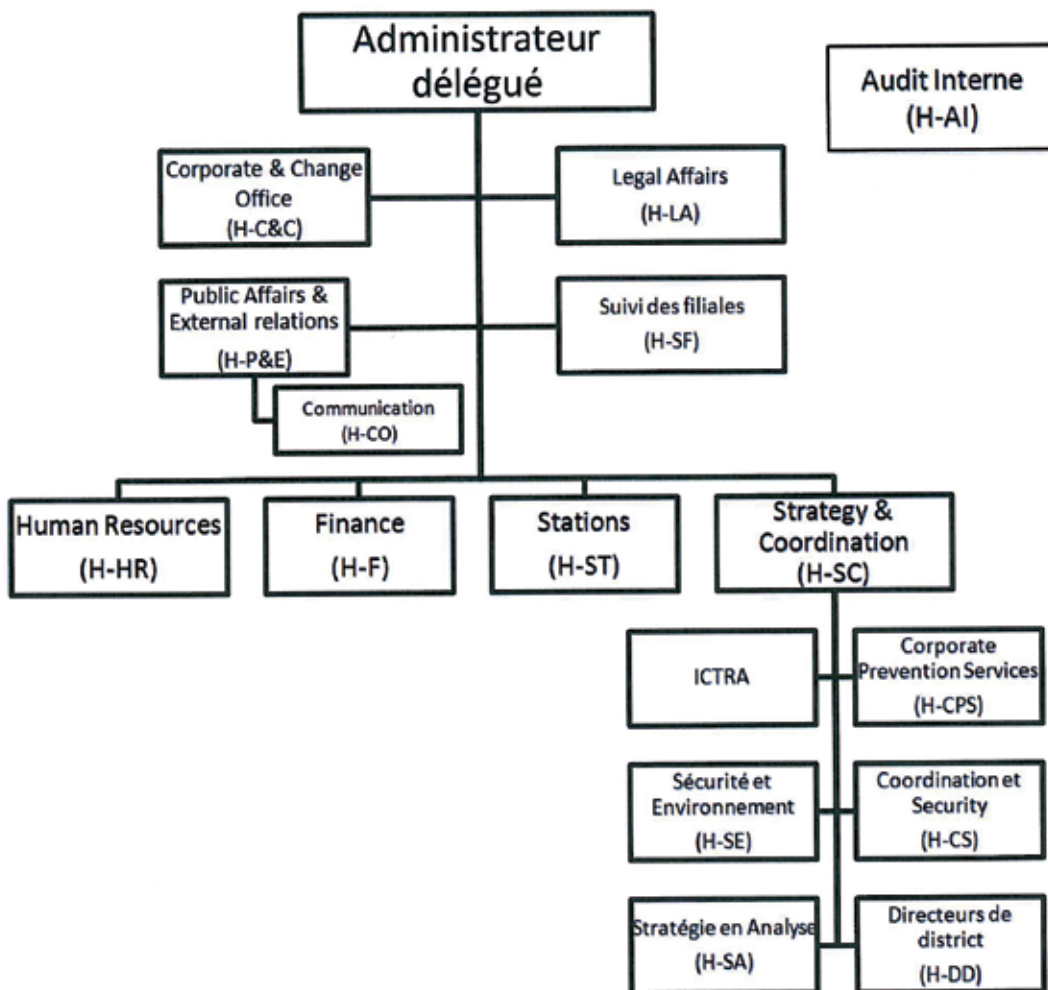 Administrateur
délégué
Audit Interne
(H-AI)
Corporate & Change
Office
(H-C&C)
Legal Affairs
(H-LA)
Public Affairs &
External relations
(H-P&E)
Suivi des filiales
(H-SF)
Communication
(H-CO)
Human Resources
(H-HR)
Finance
(H-F)
Stations
(H-ST)
Strategy &
Coordination
(H-SC)
ICTRA
Corporate
Prevention Services
(H-CPS)
Sécurité et
Environnement
(H-SE)
Coordination et
Security
(H-CS)
Stratégie en Analyse
(H-SA)
Directeurs de
district
(H-DD)